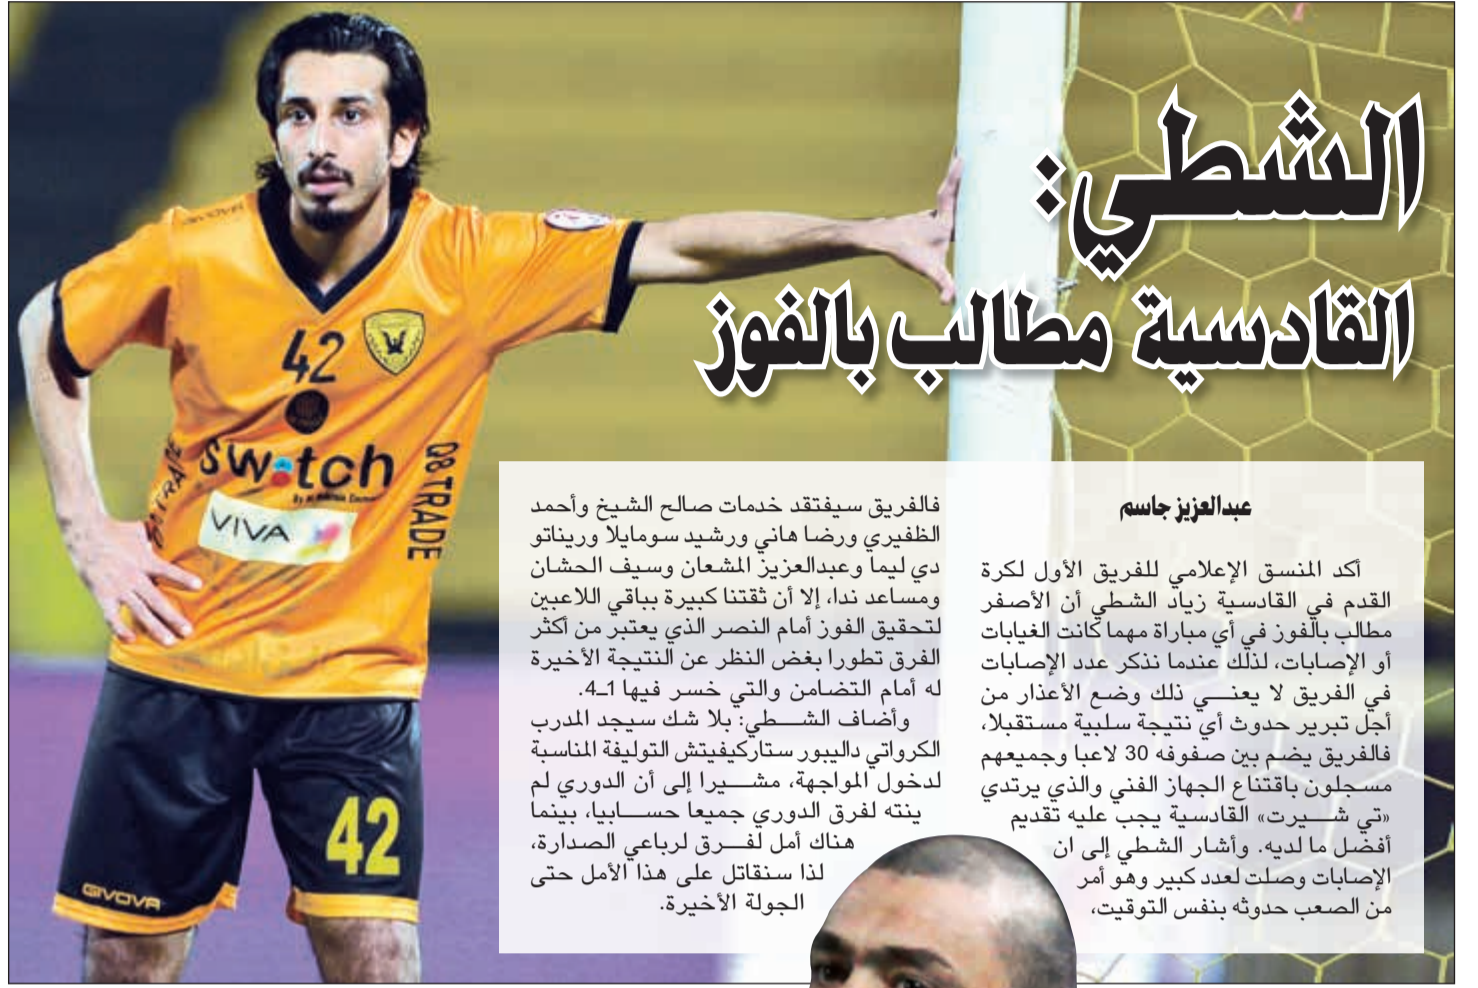 الشطي:
القادسية مطالب بالفوز
عبدالعزيز جاسم
أكد المنسق الإعلامي للفريق الأول لكرة
القدم في القادسية زياد الشطي أن الأصفر
مطالب بالفوز في أي مباراة مهما كانت الغيابات
أو الإصابات، لذلك عندما نذكر عدد الإصابات
في الفريق لا يعنـــي ذلك وضع الأعذار من
أجل تبرير حدوث أي نتيجة سلبية مستقبلا،
فالفريق يضم بين صفوفه 30 لاعبا وجميعهم
مسجلون باقتناع الجهاز الفني والذي يرتدي
«تي شـــيرت» القادسية يجب عليه تقديم
أفضل ما لديه. وأشار الشطي إلى ان
الإصابات وصلت لعدد كبير وهو أمر
من الصعب حدوثه بنفس التوقيت،
فالفريق سيفتقد خدمات صالح الشيخ وأحمد
الظفيري ورضا هاني ورشيد سومايلا وريناتو
دي ليما وعبدالعزيز المشعان وسيف الحشان
ومساعد ندا، إلا أن ثقتنا كبيرة بباقي اللاعبين
لتحقيق الفوز أمام النصر الذي يعتبر من أكثر
الفرق تطورا بغض النظر عن النتيجة الأخيرة
له أمام التضامن والتي خسر فيها 1ـ4.
وأضاف الشـــطي: بلا شك سيجد المدرب
الكرواتي داليبور ستاركيفيتش التوليفة المناسبة
لدخول المواجهة، مشـــيرا إلى أن الدوري لم
ينته لفرق الدوري جميعا حســـابيا، بينما
هناك أمل لفـــرق لرباعي الصدارة،
لذا سنقاتل على هذا الأمل حتى
الجولة الأخيرة.
42
switch
VIVA
Q8 TRADE
42
GIVOVA